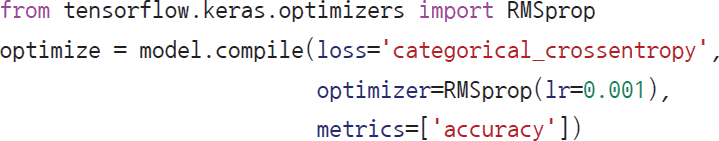 from tensorflow.keras.optimizers import RMSprop
optimize = model.compile(loss='categorical_crossentropy',
optimizer=RMSprop(lr=0.001),
metrics=['accuracy'])